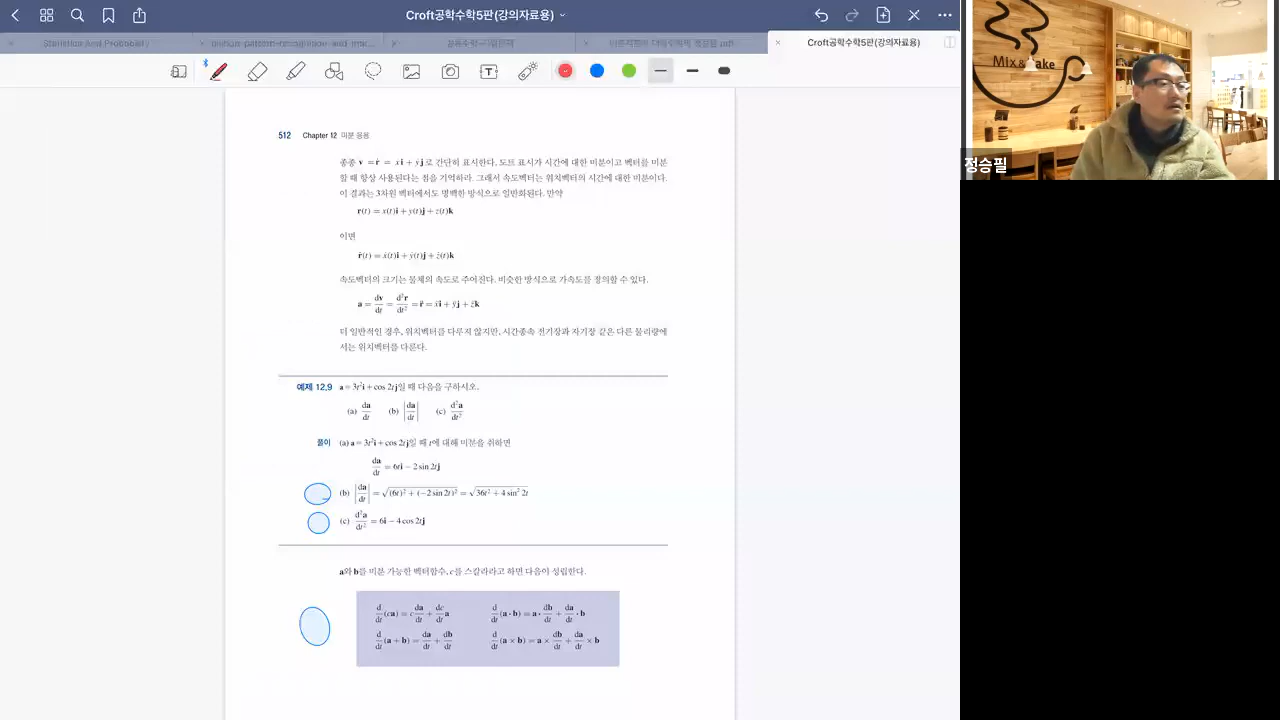 Croft공학수학5판(강의자료용)
Statistics And Probability
Croft공학수학5판(강의자료용)
Mix&
정승필
512 Chapter 12 미분 응용
종종 v = ṙ = ẋi + ẏj로 간단히 표시한다. 도트 표시가 시간에 대한 미분이고 벡터를 미분
할 때 항상 사용된다는 점을 기억하라. 그래서 속도벡터는 위치벡터의 시간에 대한 미분이다.
이 결과는 3차원 벡터에서도 명백한 방식으로 일반화된다. 만약
r(t) = x(t)i + y(t)j + z(t)k
이면
ṙ(t) = ẋ(t)i + ẏ(t)j + ż(t)k
속도벡터의 크기는 물체의 속도로 주어진다. 비슷한 방식으로 가속도를 정의할 수 있다.
a = dv/dt = d²r/dt² = r̈ = ẍi + ÿj + z̈k
더 일반적인 경우, 위치벡터를 다루지 않지만, 시간종속 전기장과 자기장 같은 다른 물리량에
서는 위치벡터를 다룬다.
예제 12.9 a = 3t²i + cos 2tj일 때 다음을 구하시오.
(a) da/dt (b) |da/dt| (c) d²a/dt²
풀이 (a) a = 3t²i + cos 2tj일 때 t에 대해 미분을 취하면
da/dt = 6ti − 2 sin 2tj
(b) |da/dt| = √((6t)² + (−2 sin 2t)²) = √(36t² + 4 sin² 2t)
(c) d²a/dt² = 6i − 4 cos 2tj
a와 b를 미분 가능한 벡터함수, c를 스칼라라고 하면 다음이 성립한다.
d/dt(ca) = c da/dt + dc/dt a d/dt(a · b) = a · db/dt + da/dt · b
d/dt(a + b) = da/dt + db/dt d/dt(a × b) = a × db/dt + da/dt × b